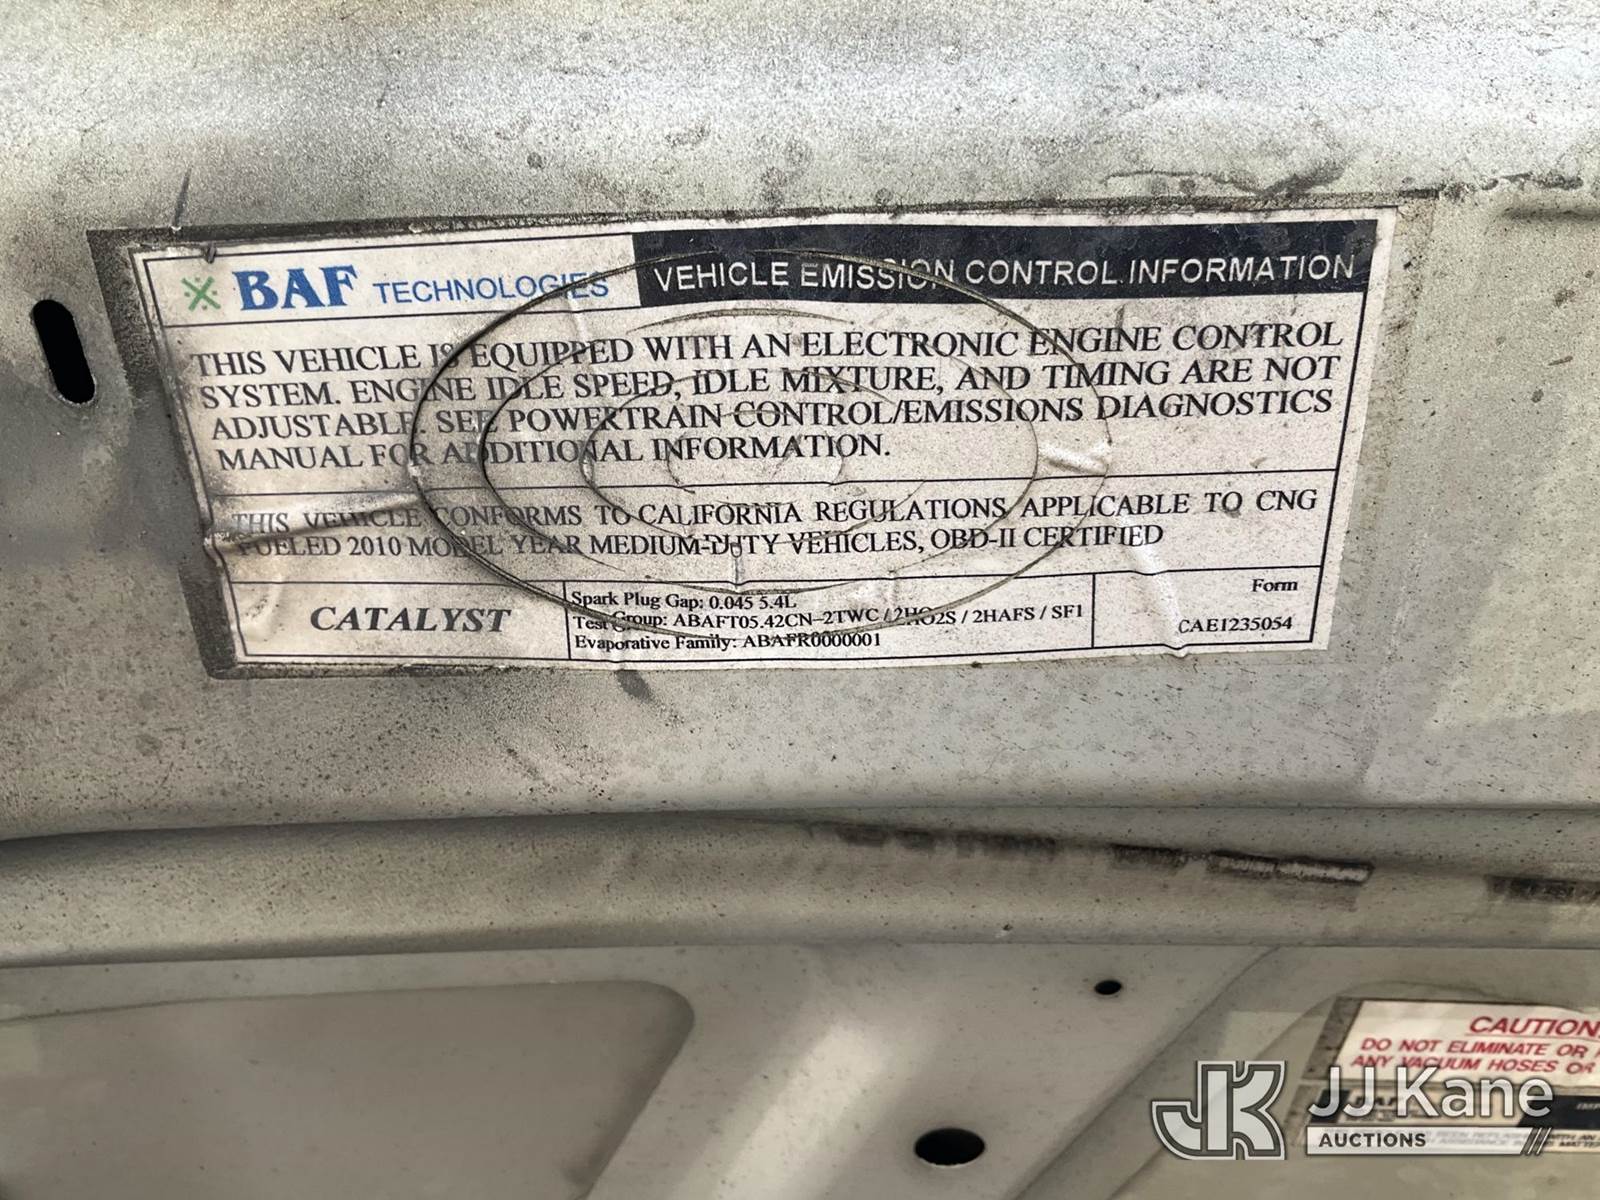 BAF TECHNOLOGIES
VEHICLE EMISSION CONTROL INFORMATION
THIS VEHICLE IS EQUIPPED WITH AN ELECTRONIC ENGINE CONTROL
SYSTEM. ENGINE IDLE SPEED, IDLE MIXTURE, AND TIMING ARE NOT
ADJUSTABLE. SEE POWERTRAIN CONTROL/EMISSIONS DIAGNOSTICS
MANUAL FOR ADDITIONAL INFORMATION.
THIS VEHICLE CONFORMS TO CALIFORNIA REGULATIONS APPLICABLE TO CNG
FUELED 2010 MODEL YEAR MEDIUM-DUTY VEHICLES, OBD-II CERTIFIED
CATALYST
Spark Plug Gap: 0.045 5.4L
Test Group: ABAFT05.42CN-2TWC / 2HO2S / 2HAFS / SF1
Evaporative Family: ABAFR0000001
Form
CAE1235054
CAUTION
DO NOT ELIMINATE OR
ANY VACUUM HOSES OR
JK JJ Kane
AUCTIONS